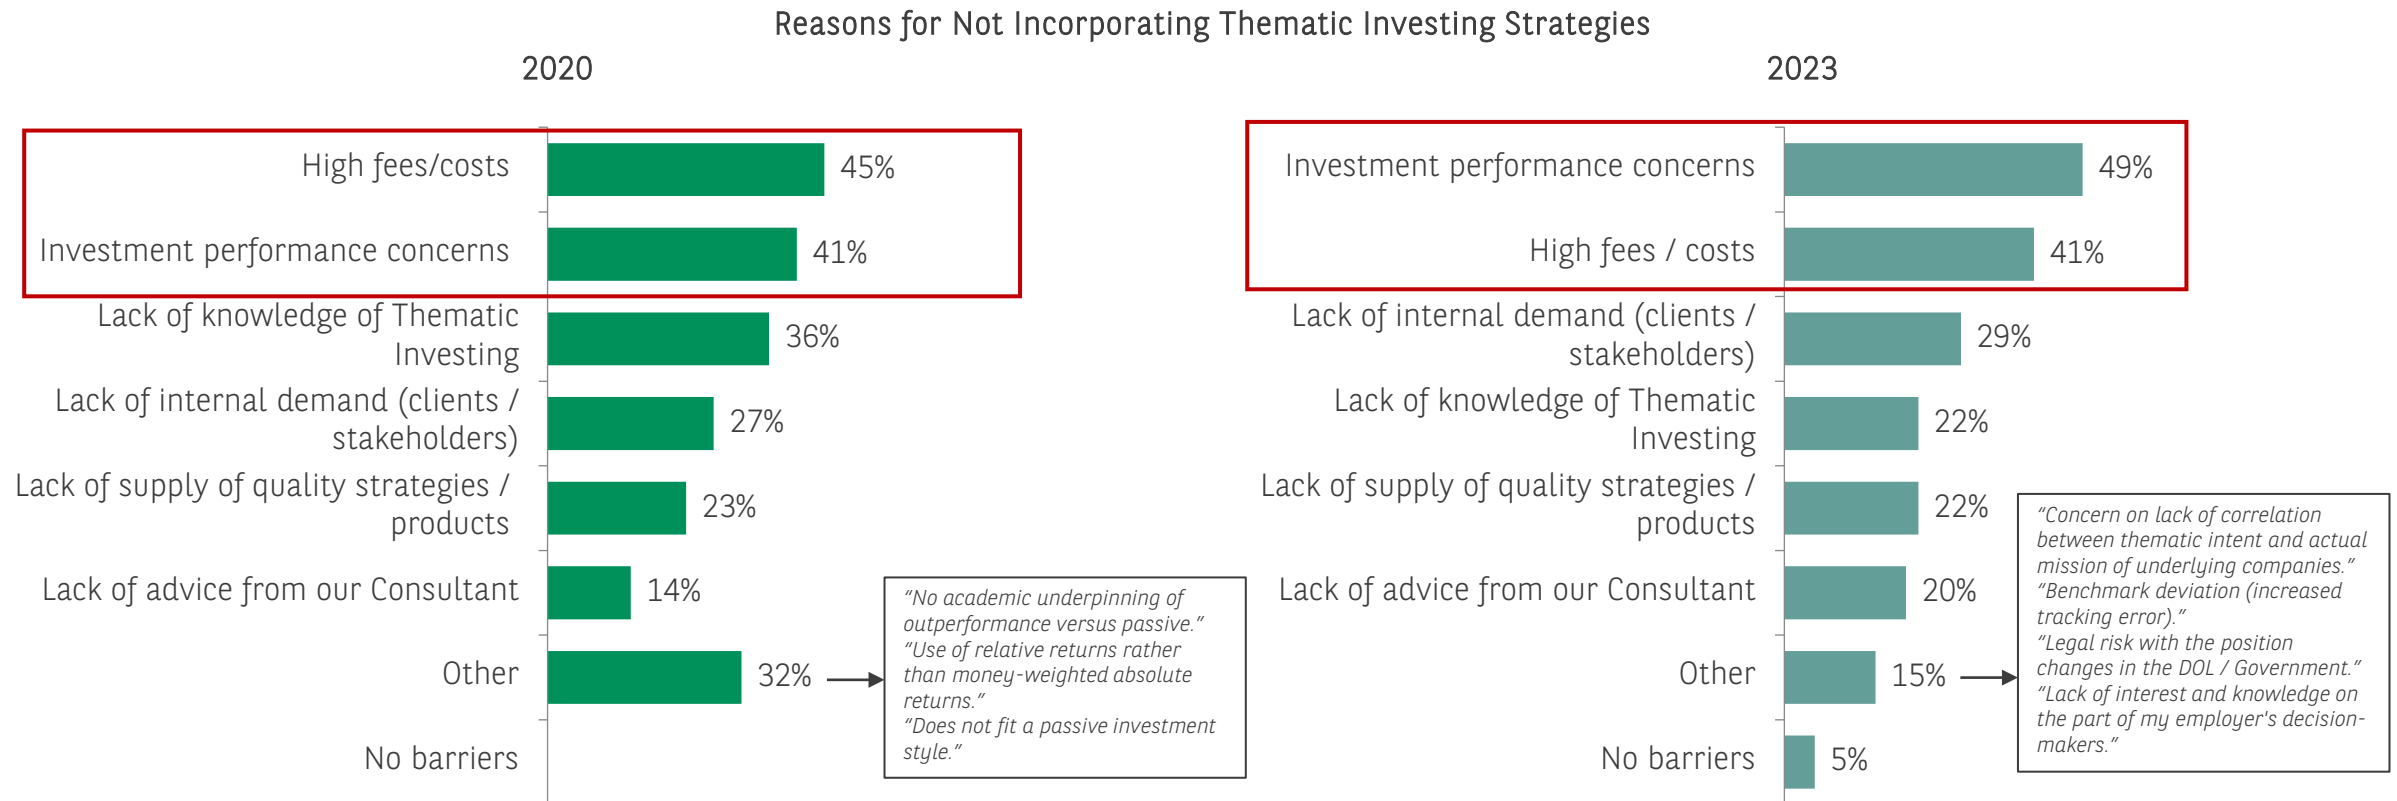 Reasons for Not Incorporating Thematic Investing Strategies
2020
High fees/costs
45%
Investment performance concerns
41%
Lack of knowledge of Thematic
Investing
36%
Lack of internal demand (clients /
stakeholders)
27%
Lack of supply of quality strategies /
products
23%
Lack of advice from our Consultant
14%
Other
32%
“No academic underpinning of
outperformance versus passive.”
“Use of relative returns rather
than money-weighted absolute
returns.”
“Does not fit a passive investment
style.”
No barriers
2023
Investment performance concerns
49%
High fees / costs
41%
Lack of internal demand (clients /
stakeholders)
29%
Lack of knowledge of Thematic
Investing
22%
Lack of supply of quality strategies /
products
22%
Lack of advice from our Consultant
20%
Other
15%
“Concern on lack of correlation
between thematic intent and actual
mission of underlying companies.”
“Benchmark deviation (increased
tracking error).”
“Legal risk with the position
changes in the DOL / Government.”
“Lack of interest and knowledge on
the part of my employer's decision-
makers.”
No barriers
5%